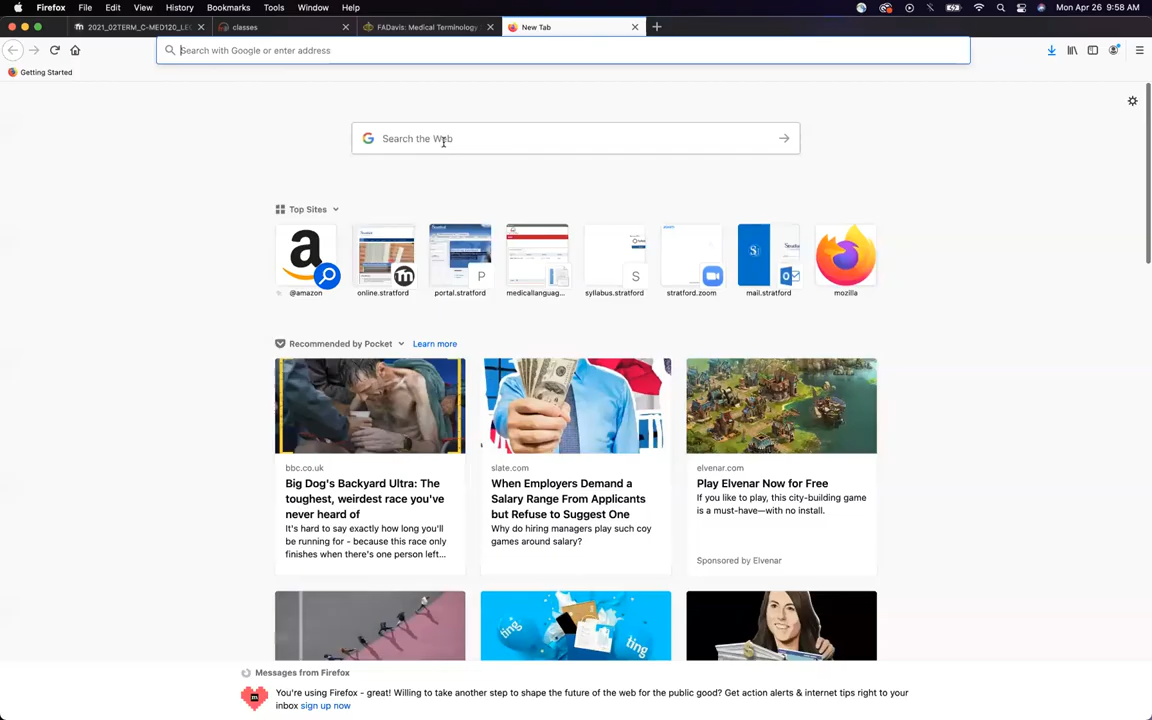 Firefox File Edit View History Bookmarks Tools Window Help Mon Apr 26 9:58 AM
2021_02TERM_C-MED120_LEC classes FADavis: Medical Terminology New Tab
Search with Google or enter address
Getting Started
Search the Web
Top Sites
@amazon online.stratford portal.stratford medicallanguag... syllabus.stratford stratford.zoom mail.stratford mozilla
Recommended by Pocket Learn more
bbc.co.uk
Big Dog's Backyard Ultra: The
toughest, weirdest race you've
never heard of
It's hard to say exactly how long you'll
be running for - because this race only
finishes when there's one person left...
slate.com
When Employers Demand a
Salary Range From Applicants
but Refuse to Suggest One
Why do hiring managers play such coy
games around salary?
elvenar.com
Play Elvenar Now for Free
If you like to play, this city-building game
is a must-have—with no install.
Sponsored by Elvenar
ting
ting
Messages from Firefox
You're using Firefox - great! Willing to take another step to shape the future of the web for the public good? Get action alerts & internet tips right to your
inbox sign up now